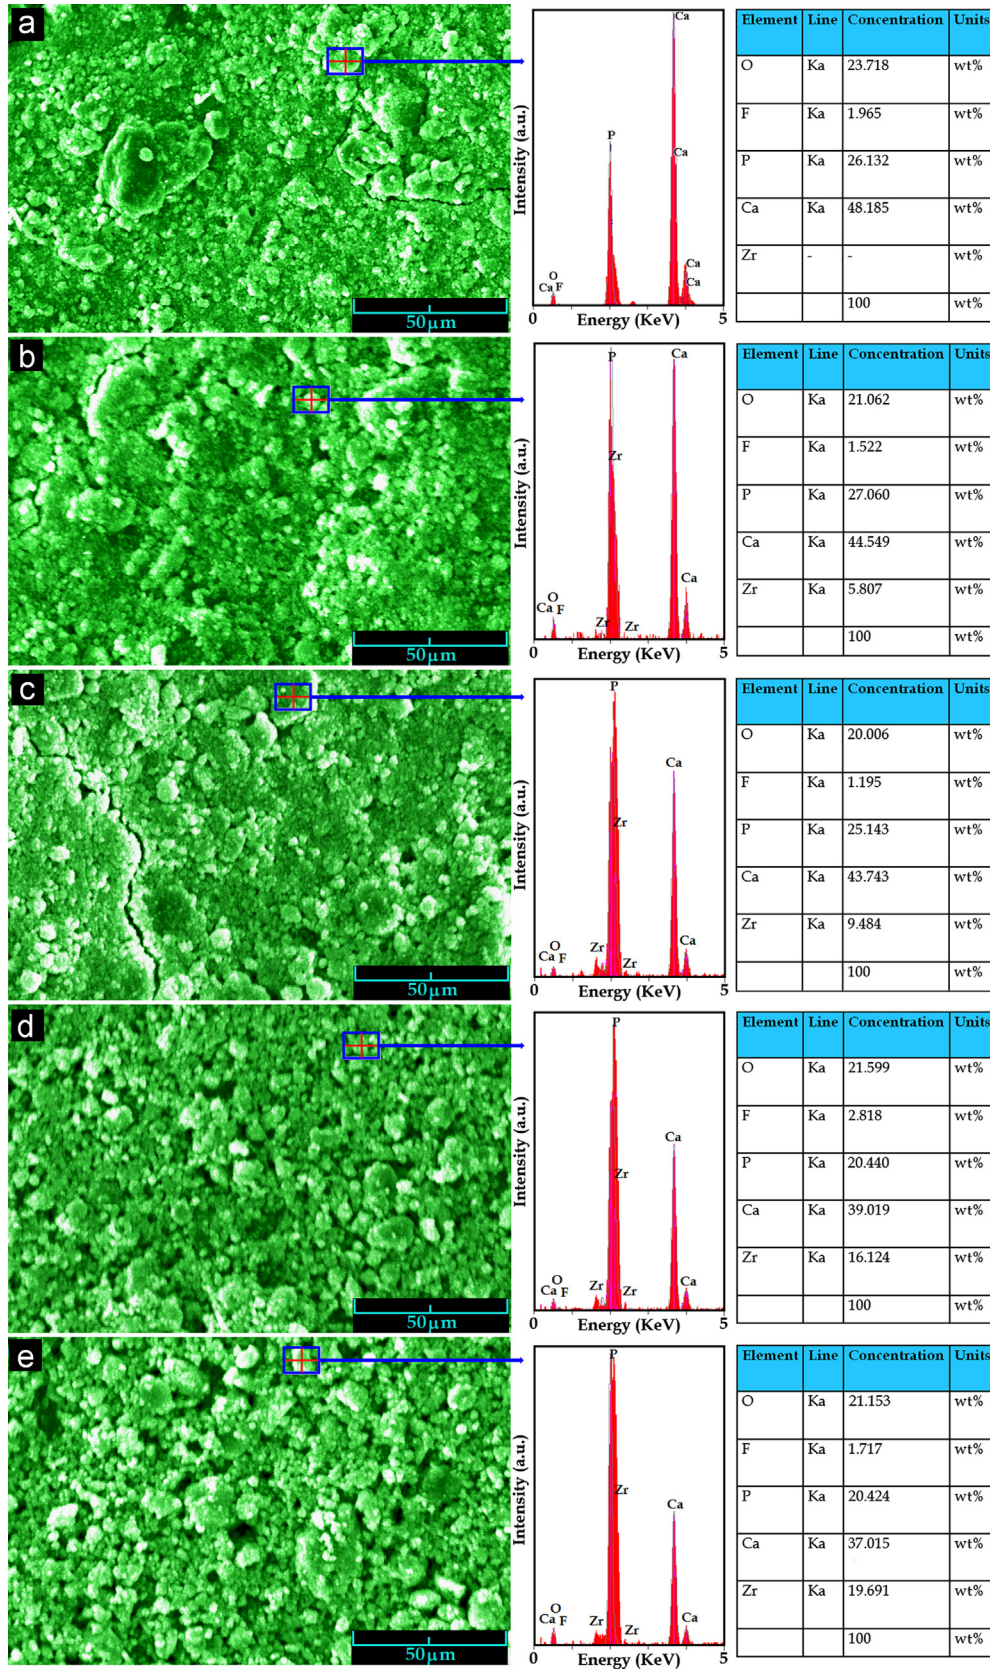 a
50μm
Intensity (a.u.)
Ca
P
Ca
O
Ca F
Ca
Ca
0 5
Energy (KeV)
Element Line Concentration Units
O Ka 23.718 wt%
F Ka 1.965 wt%
P Ka 26.132 wt%
Ca Ka 48.185 wt%
Zr - - wt%
100 wt%
b
50μm
Intensity (a.u.)
P Ca
Zr
O
Ca F
Zr Zr
Ca
0 5
Energy (KeV)
Element Line Concentration Units
O Ka 21.062 wt%
F Ka 1.522 wt%
P Ka 27.060 wt%
Ca Ka 44.549 wt%
Zr Ka 5.807 wt%
100 wt%
c
50μm
Intensity (a.u.)
P
Ca
Zr
O
Ca F
Zr Zr
Ca
0 5
Energy (KeV)
Element Line Concentration Units
O Ka 20.006 wt%
F Ka 1.195 wt%
P Ka 25.143 wt%
Ca Ka 43.743 wt%
Zr Ka 9.484 wt%
100 wt%
d
50μm
Intensity (a.u.)
P
Ca
Zr
O
Ca F
Zr Zr
Ca
0 5
Energy (KeV)
Element Line Concentration Units
O Ka 21.599 wt%
F Ka 2.818 wt%
P Ka 20.440 wt%
Ca Ka 39.019 wt%
Zr Ka 16.124 wt%
100 wt%
e
50μm
Intensity (a.u.)
P
Zr
Ca
O
Ca F
Zr Zr
Ca
0 5
Energy (KeV)
Element Line Concentration Units
O Ka 21.153 wt%
F Ka 1.717 wt%
P Ka 20.424 wt%
Ca Ka 37.015 wt%
Zr Ka 19.691 wt%
100 wt%